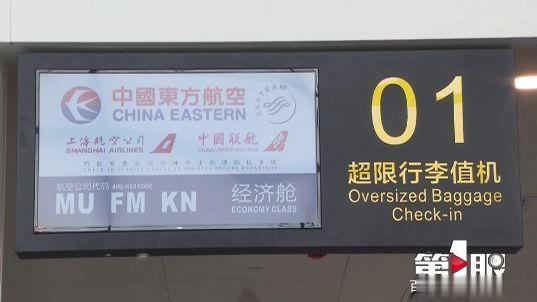 中國東方航空
CHINA EASTERN
SKYTEAM
上海航空公司
SHANGHAI AIRLINES
中國联航
CHINA UNITED AIRLINES
航空公司代码 AIRLINES CODE
MU FM KN
经济舱
ECONOMY CLASS
01
超限行李值机
Oversized Baggage
Check-in
第1眼